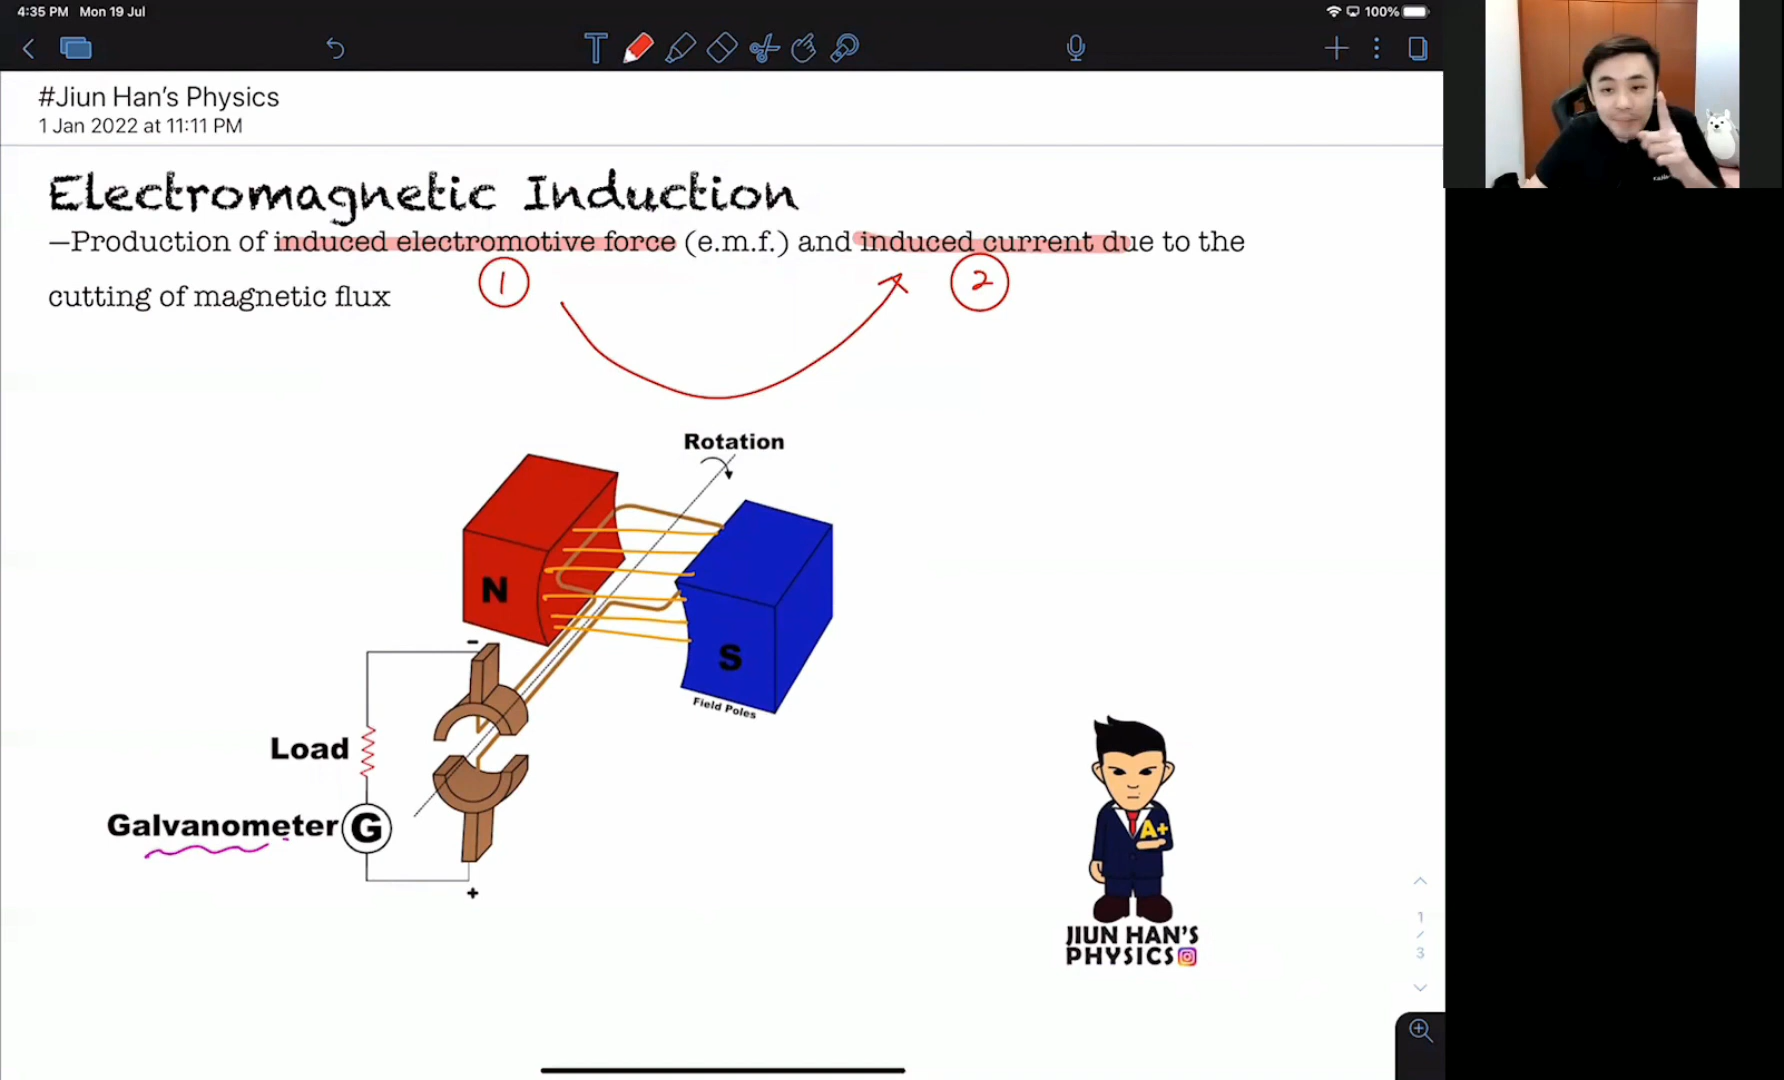 4:35 PM Mon 19 Jul
100%
T
#Jiun Han's Physics
1 Jan 2022 at 11:11 PM
Electromagnetic Induction
–Production of induced electromotive force (e.m.f.) and induced current due to the
cutting of magnetic flux
1
2
Rotation
N
S
Field Poles
-
Load
Galvanometer G
+
A+
JIUN HAN'S
PHYSICS
1
/
3